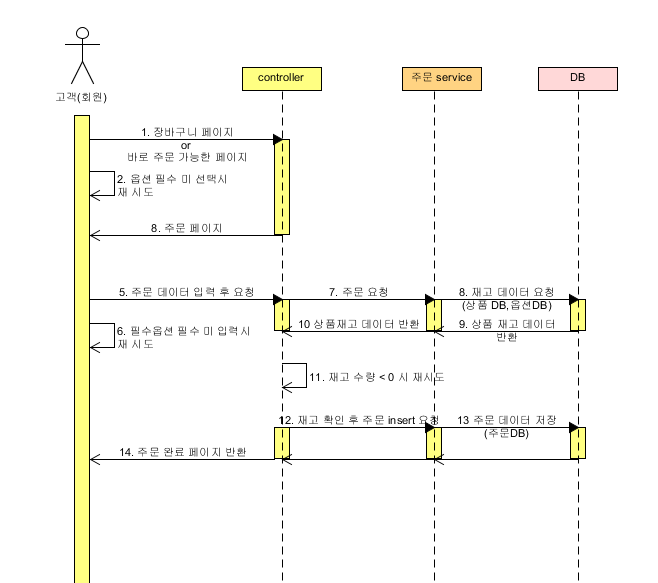 controller
주문 service
DB
고객(회원)
1. 장바구니 페이지
or
바로 주문 가능한 페이지
2. 옵션 필수 미 선택시
재 시도
8. 주문 페이지
5. 주문 데이터 입력 후 요청
7. 주문 요청
8. 재고 데이터 요청
(상품 DB,옵션DB)
6. 필수옵션 필수 미 입력시
재 시도
10 상품재고 데이터 반환
9. 상품 재고 데이터
반환
11. 재고 수량 < 0 시 재시도
12. 재고 확인 후 주문 insert 요청
13 주문 데이터 저장
(주문DB)
14. 주문 완료 페이지 반환